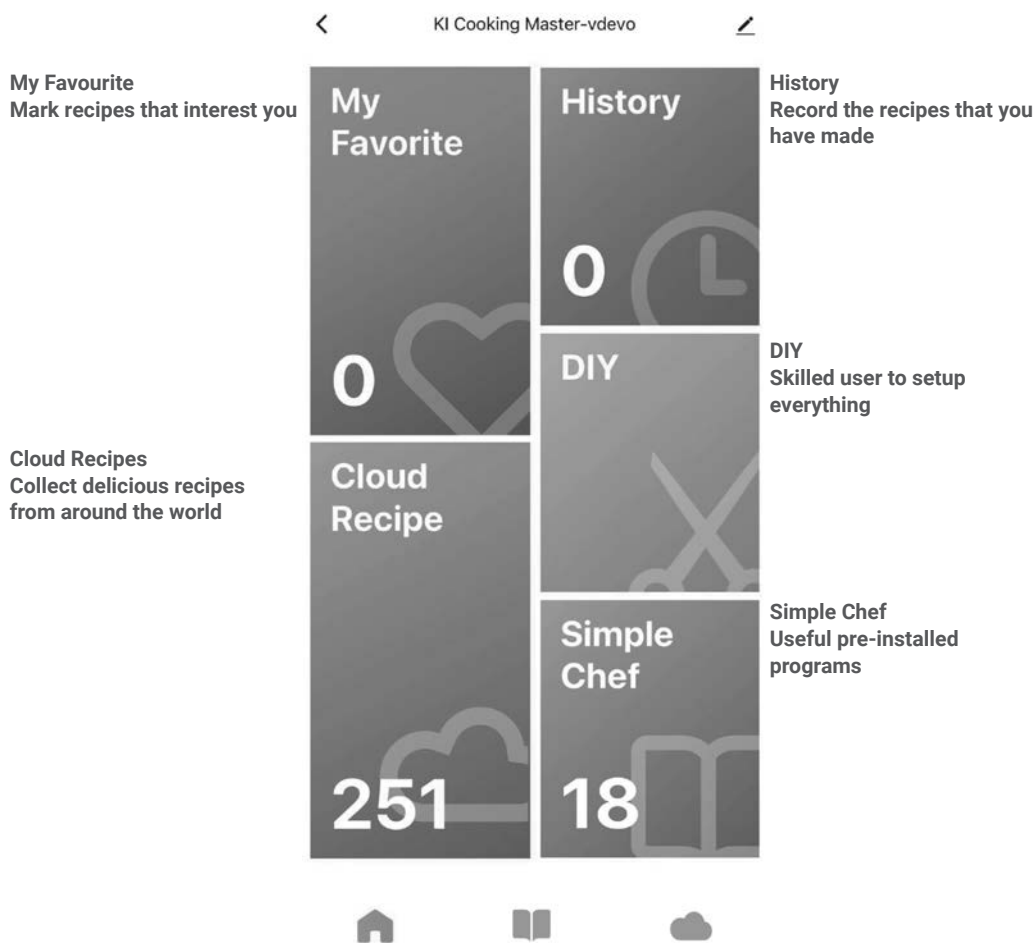 KI Cooking Master-vdevo
My Favourite
Mark recipes that interest you
My
Favorite
0
History
0
History
Record the recipes that you
have made
DIY
DIY
Skilled user to setup
everything
Cloud Recipes
Collect delicious recipes
from around the world
Cloud
Recipe
251
Simple
Chef
18
Simple Chef
Useful pre-installed
programs